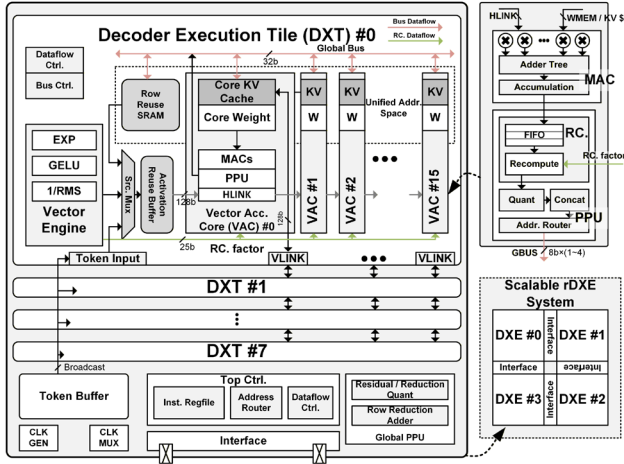 Decoder Execution Tile (DXT) #0
Bus Dataflow
RC. Dataflow
Global Bus
32b
Dataflow
Ctrl.
Bus Ctrl.
Row
Reuse
SRAM
Core KV
Cache
Core Weight
KV
KV
KV
W
W
W
Unified Addr.
Space
EXP
GELU
1/RMS
Vector
Engine
Src. Mux
Activation
Reuse Buffer
128b
MACs
PPU
HLINK
Vector Acc.
Core (VAC) #0
128b
VAC #1
VAC #2
VAC #15
25b
RC. factor
Token Input
VLINK
VLINK
DXT #1
DXT #7
Broadcast
Token Buffer
CLK
GEN
CLK
MUX
Top Ctrl.
Inst. Regfile
Address
Router
Dataflow
Ctrl.
Interface
Residual / Reduction
Quant
Row Reduction
Adder
Global PPU
HLINK
WMEM / KV $
Adder Tree
MAC
Accumulation
FIFO
RC.
Recompute
RC. factor
Quant
Concat
PPU
Addr. Router
GBUS
8b×(1~4)
Scalable rDXE
System
DXE #0
Interface
DXE #1
Interface
Interface
DXE #3
Interface
DXE #2